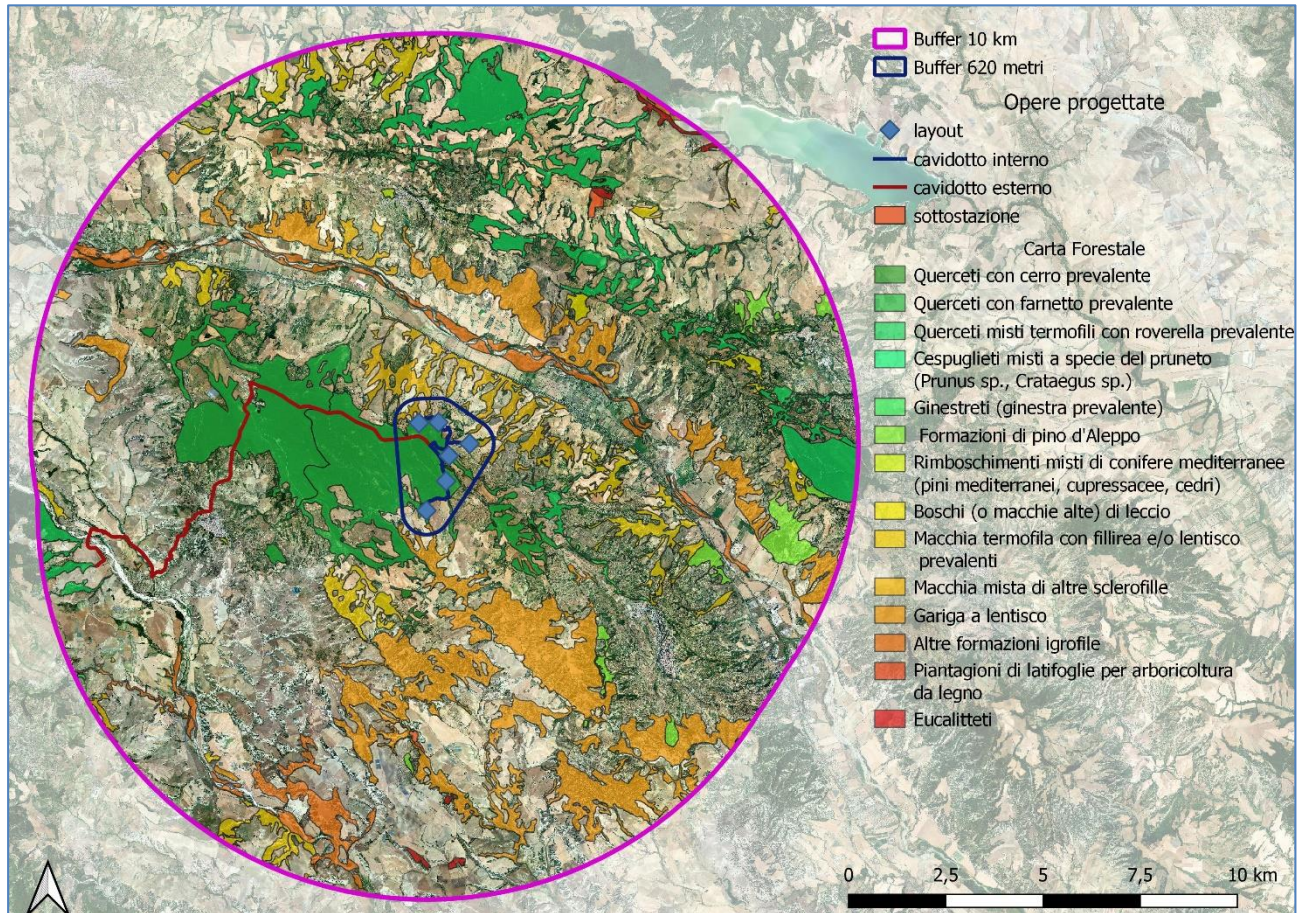 Buffer 10 km
Buffer 620 metri
Opere progettate
layout
cavidotto interno
cavidotto esterno
sottostazione
Carta Forestale
Querceti con cerro prevalente
Querceti con farnetto prevalente
Querceti misti termofili con roverella prevalente
Cespuglieti misti a specie del pruneto
(Prunus sp., Crataegus sp.)
Ginestreti (ginestra prevalente)
Formazioni di pino d'Aleppo
Rimboschimenti misti di conifere mediterranee
(pini mediterranei, cupressacee, cedri)
Boschi (o macchie alte) di leccio
Macchia termofila con fillirea e/o lentisco
prevalenti
Macchia mista di altre sclerofille
Gariga a lentisco
Altre formazioni igrofile
Piantagioni di latifoglie per arboricoltura
da legno
Eucalitteti
0 2,5 5 7,5 10 km